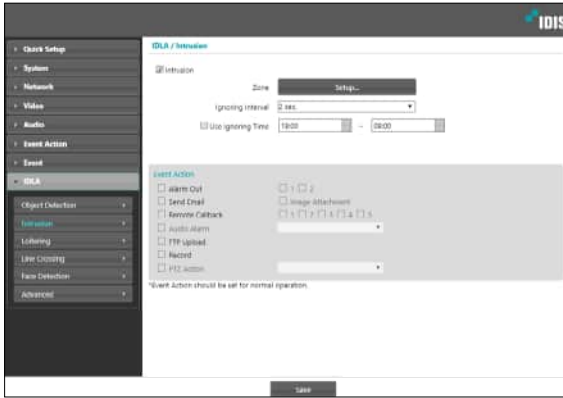 IDIS
Quick Setup
System
Network
Video
Audio
Event Action
Event
IDLA
Object Detection
Intrusion
Loitering
Line Crossing
Face Detection
Advanced
IDLA / Intrusion
Intrusion
Zone Setup...
Ignoring Interval 2 sec.
Use Ignoring Time 18:00 ~ 08:00
Event Action
Alarm Out 1 2
Send Email Image Attachment
Remote Callback 1 2 3 4 5
Audio Alarm
FTP Upload
Record
PTZ Action
*Event Action should be set for normal operation.
Save